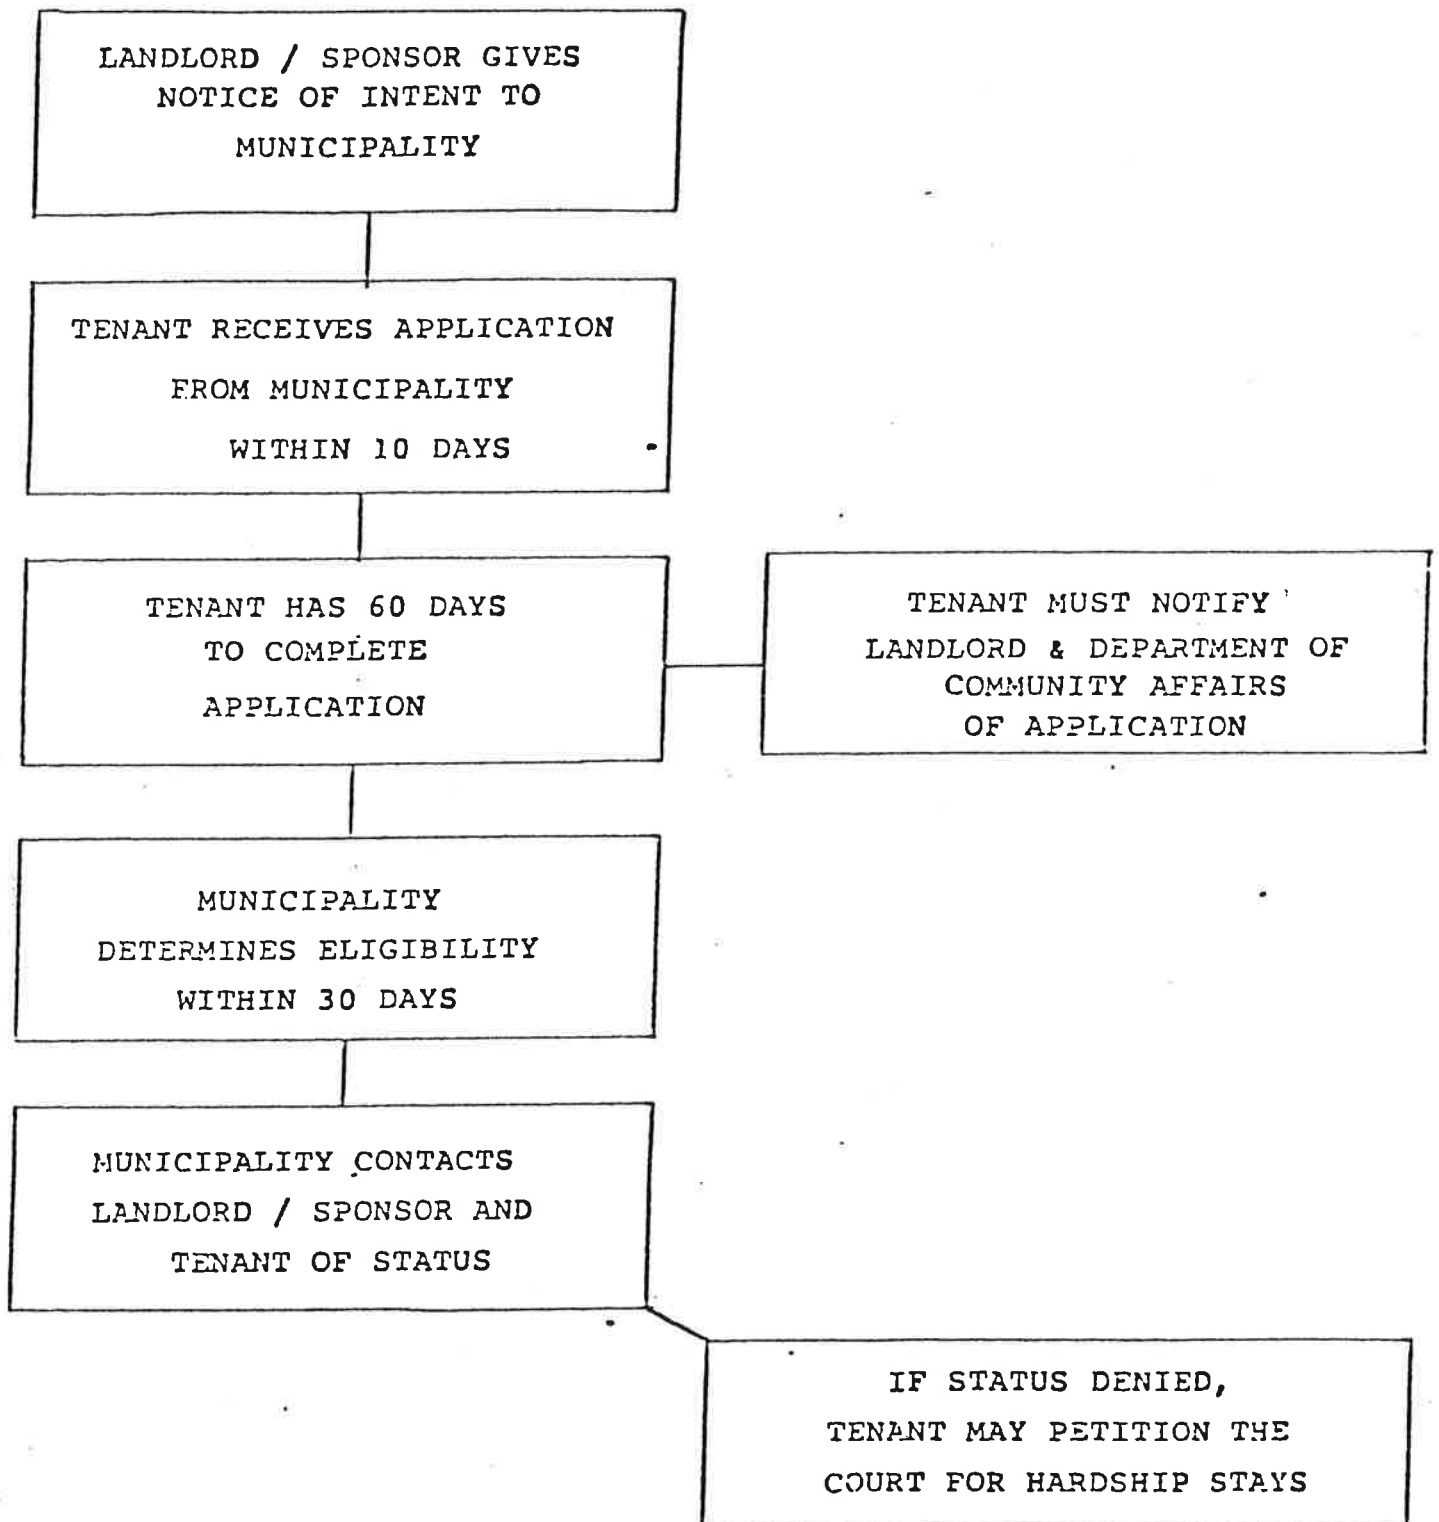 LANDLORD / SPONSOR GIVES
NOTICE OF INTENT TO
MUNICIPALITY
TENANT RECEIVES APPLICATION
FROM MUNICIPALITY
WITHIN 10 DAYS
TENANT HAS 60 DAYS
TO COMPLETE
APPLICATION
TENANT MUST NOTIFY
LANDLORD & DEPARTMENT OF
COMMUNITY AFFAIRS
OF APPLICATION
MUNICIPALITY
DETERMINES ELIGIBILITY
WITHIN 30 DAYS
MUNICIPALITY CONTACTS
LANDLORD / SPONSOR AND
TENANT OF STATUS
IF STATUS DENIED,
TENANT MAY PETITION THE
COURT FOR HARDSHIP STAYS